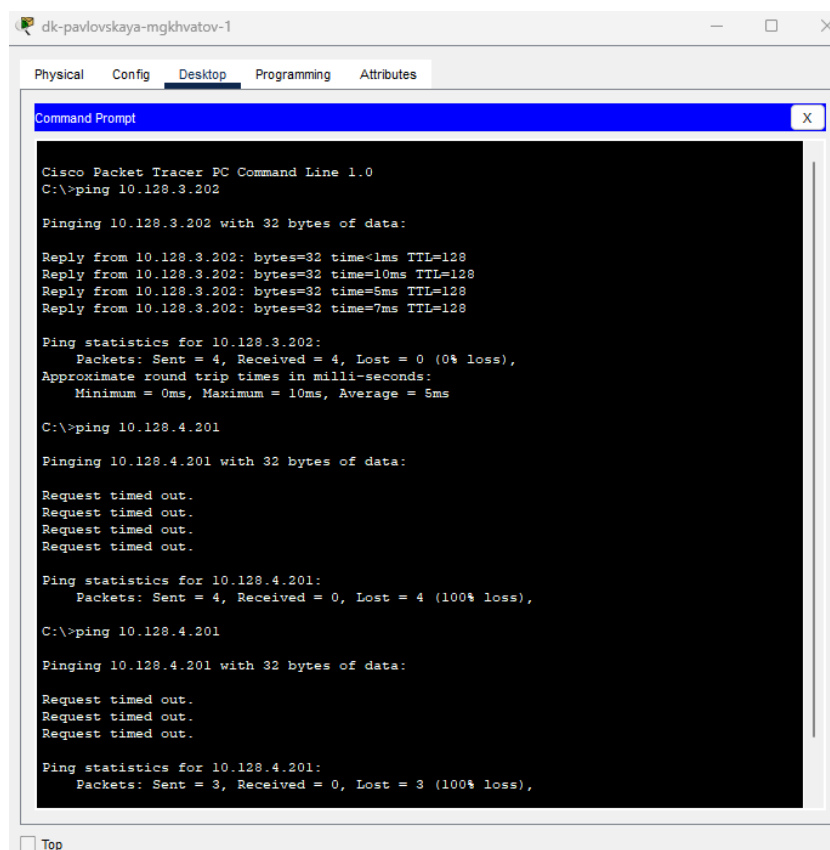 dk-pavlovskaya-mgkhvatov-1
Physical Config Desktop Programming Attributes
Command Prompt
X
Cisco Packet Tracer PC Command Line 1.0
C:\>ping 10.128.3.202
Pinging 10.128.3.202 with 32 bytes of data:
Reply from 10.128.3.202: bytes=32 time<1ms TTL=128
Reply from 10.128.3.202: bytes=32 time=10ms TTL=128
Reply from 10.128.3.202: bytes=32 time=5ms TTL=128
Reply from 10.128.3.202: bytes=32 time=7ms TTL=128
Ping statistics for 10.128.3.202:
Packets: Sent = 4, Received = 4, Lost = 0 (0% loss),
Approximate round trip times in milli-seconds:
Minimum = 0ms, Maximum = 10ms, Average = 5ms
C:\>ping 10.128.4.201
Pinging 10.128.4.201 with 32 bytes of data:
Request timed out.
Request timed out.
Request timed out.
Request timed out.
Ping statistics for 10.128.4.201:
Packets: Sent = 4, Received = 0, Lost = 4 (100% loss),
C:\>ping 10.128.4.201
Pinging 10.128.4.201 with 32 bytes of data:
Request timed out.
Request timed out.
Request timed out.
Ping statistics for 10.128.4.201:
Packets: Sent = 3, Received = 0, Lost = 3 (100% loss),
Top